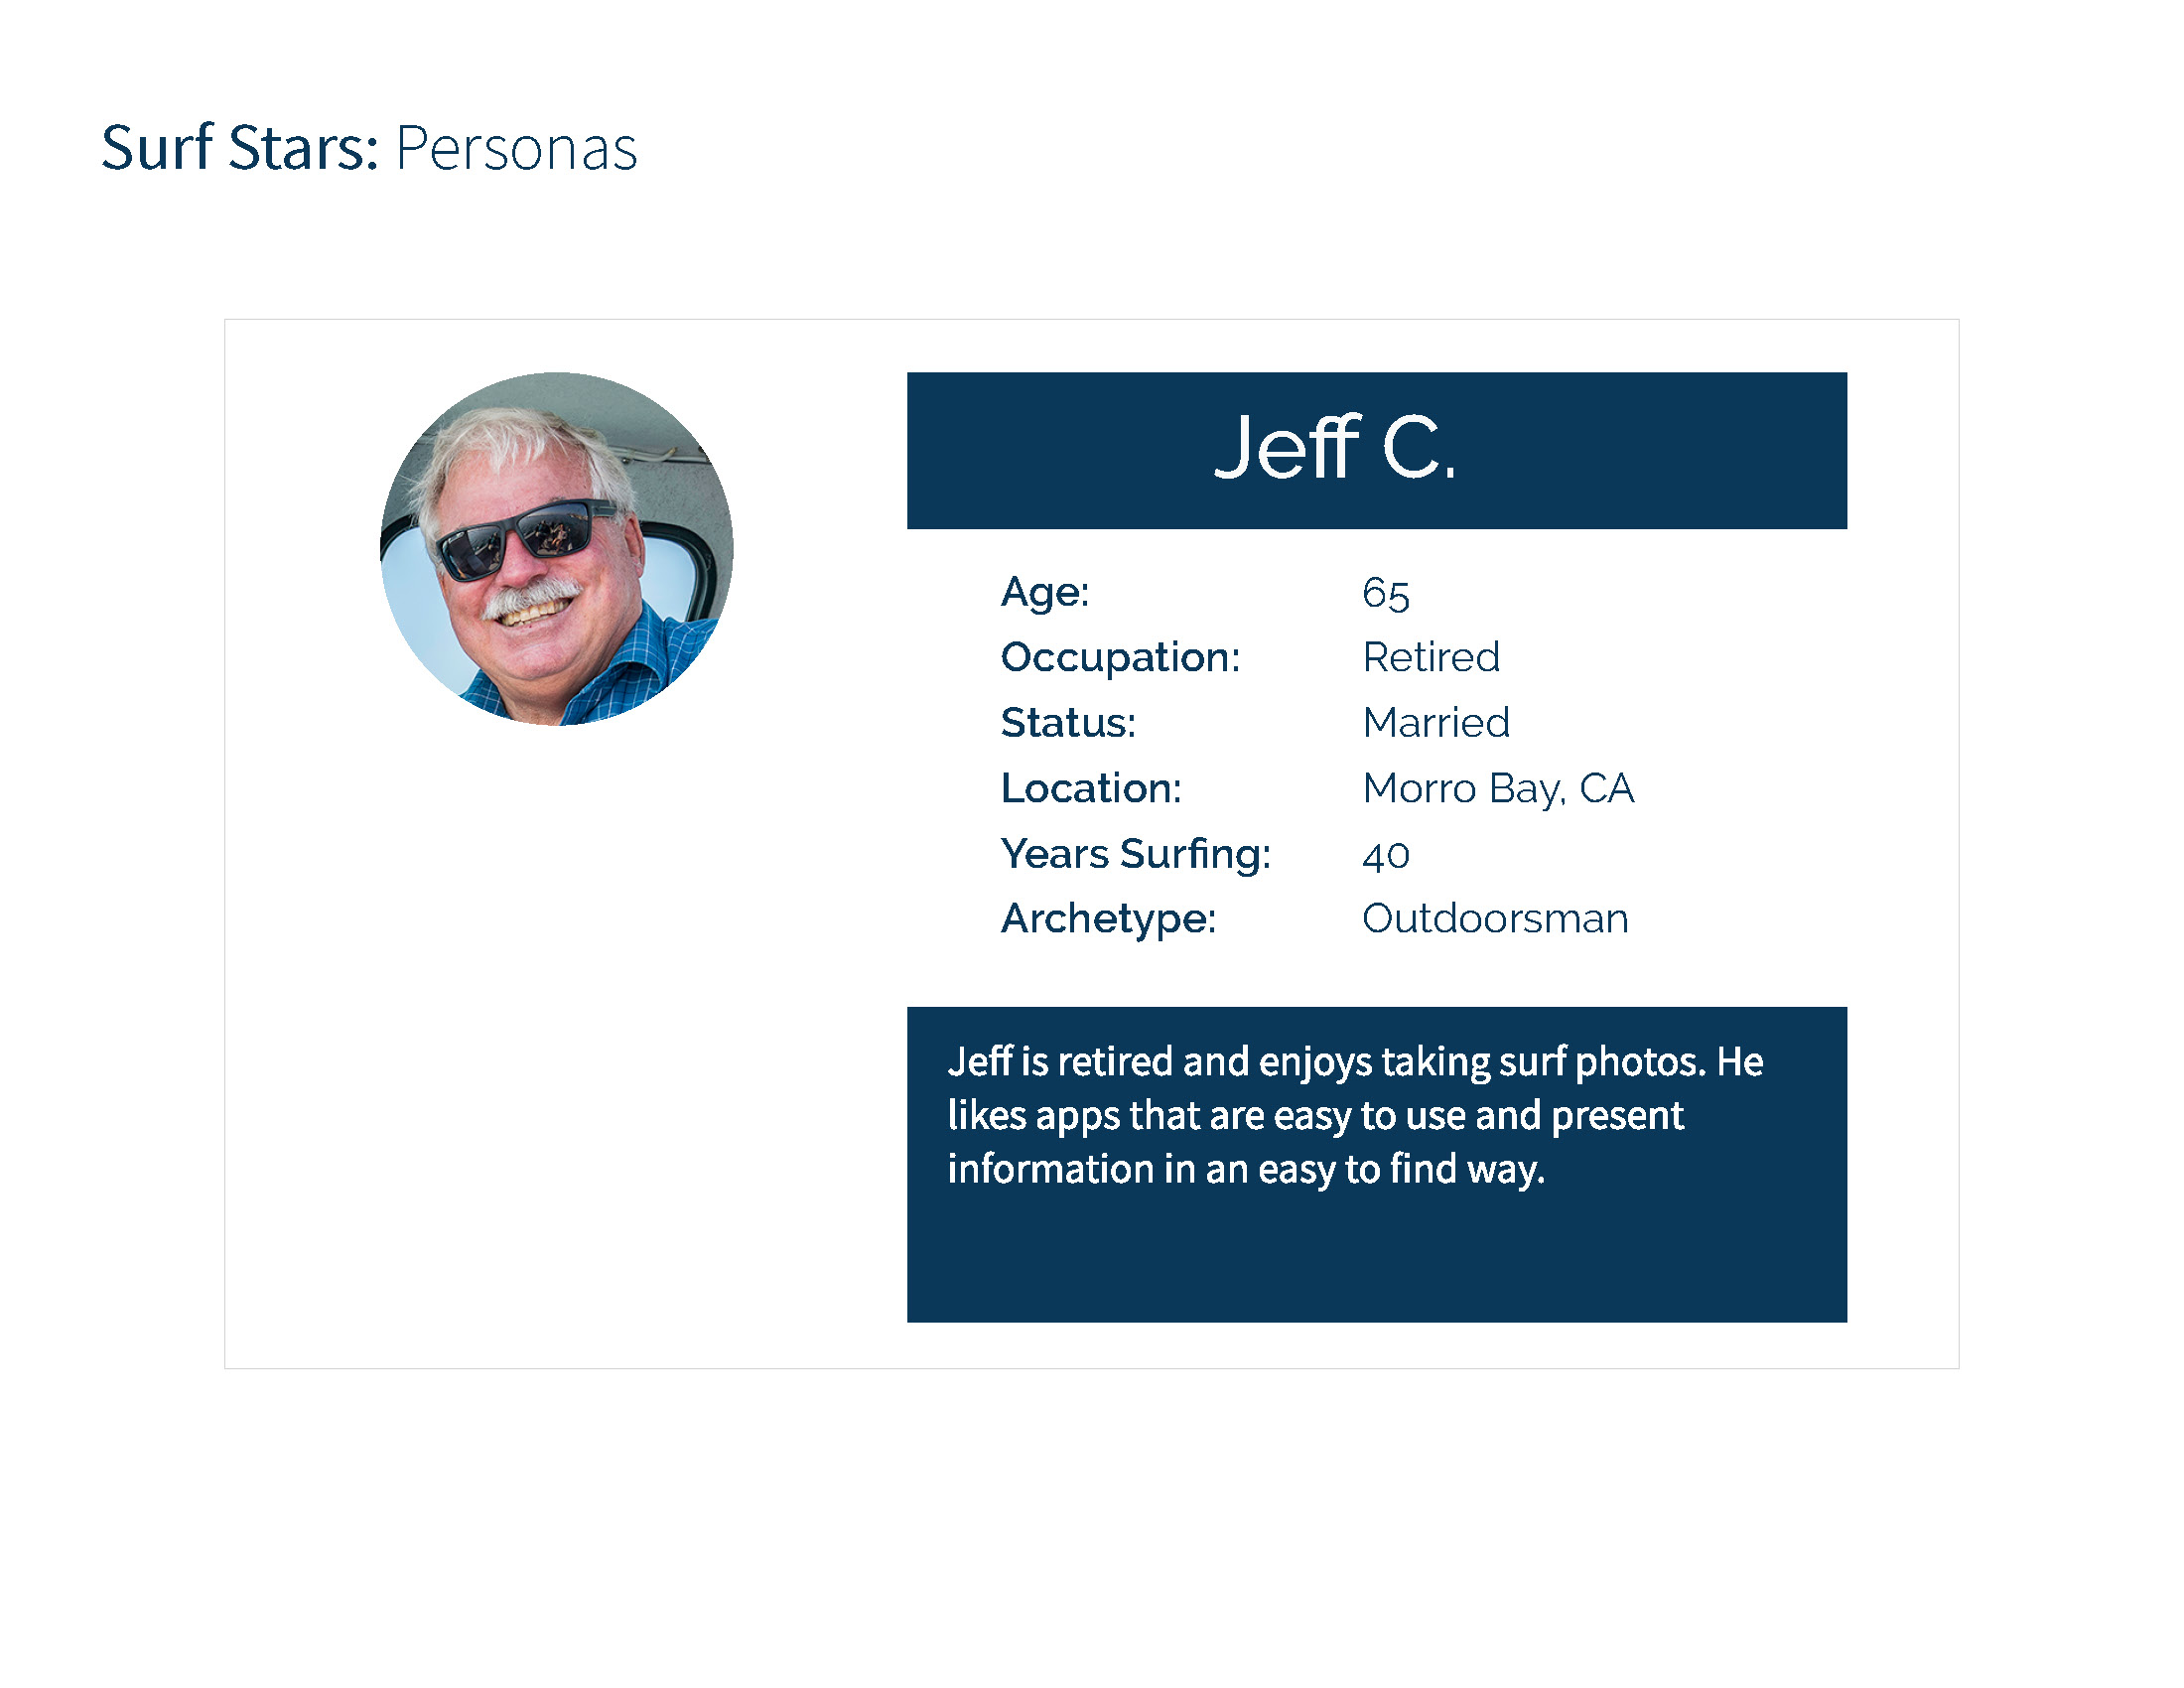 Surf Stars: Personas
Jeff C.
Age: 65
Occupation: Retired
Status: Married
Location: Morro Bay, CA
Years Surfing: 40
Archetype: Outdoorsman
Jeff is retired and enjoys taking surf photos. He
likes apps that are easy to use and present
information in an easy to find way.